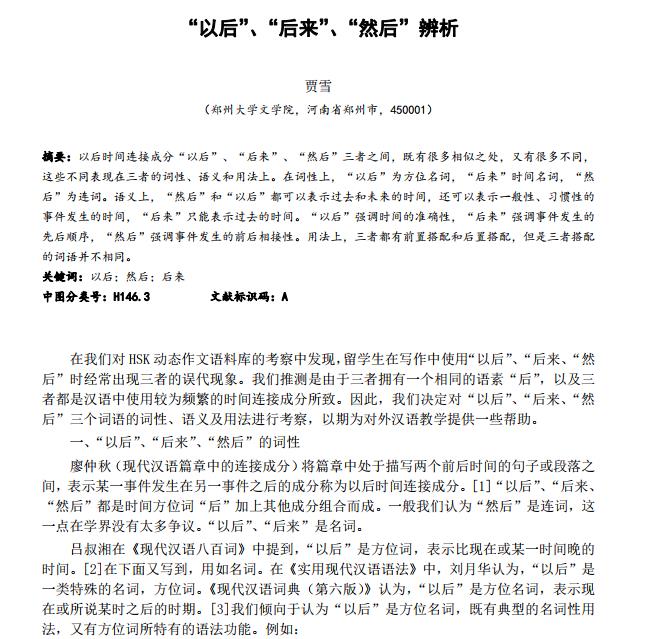 “以后”、“后来”、“然后”辨析
贾雪
（郑州大学文学院，河南省郑州市，450001）
摘要：以后时间连接成分“以后”、“后来”、“然后”三者之间，既有很多相似之处，又有很多不同，
这些不同表现在三者的词性、语义和用法上。在词性上，“以后”为方位名词，“后来”时间名词，“然
后”为连词。语义上，“然后”和“以后”都可以表示过去和未来的时间，还可以表示一般性、习惯性的
事件发生的时间，“后来”只能表示过去的时间。“以后”强调时间的准确性，“后来”强调事件发生的
先后顺序，“然后”强调事件发生的前后相接性。用法上，三者都有前置搭配和后置搭配，但是三者搭配
的词语并不相同。
关键词：以后；然后；后来
中图分类号：H146.3 文献标识码：A
在我们对 HSK 动态作文语料库的考察中发现，留学生在写作中使用“以后”、“后来、“然
后”时经常出现三者的误代现象。我们推测是由于三者拥有一个相同的语素“后”，以及三
者都是汉语中使用较为频繁的时间连接成分所致。因此，我们决定对“以后”、“后来、“然
后”三个词语的词性、语义及用法进行考察，以期为对外汉语教学提供一些帮助。
一、“以后”、“后来”、“然后”的词性
廖仲秋（现代汉语篇章中的连接成分）将篇章中处于描写两个前后时间的句子或段落之
间，表示某一事件发生在另一事件之后的成分称为以后时间连接成分。[1]“以后”、“后来、
“然后”都是时间方位词“后”加上其他成分组合而成。一般我们认为“然后”是连词，这
一点在学界没有太多争议。“以后”、“后来”是名词。
吕叔湘在《现代汉语八百词》中提到，“以后”是方位词，表示比现在或某一时间晚的
时间。[2]在下面又写到，用如名词。在《实用现代汉语语法》中，刘月华认为，“以后”是
一类特殊的名词，方位词。《现代汉语词典（第六版）》认为，“以后”是方位名词，表示现
在或所说某时之后的时期。[3]我们倾向于认为“以后”是方位名词，既有典型的名词性用
法，又有方位词所特有的语法功能。例如：